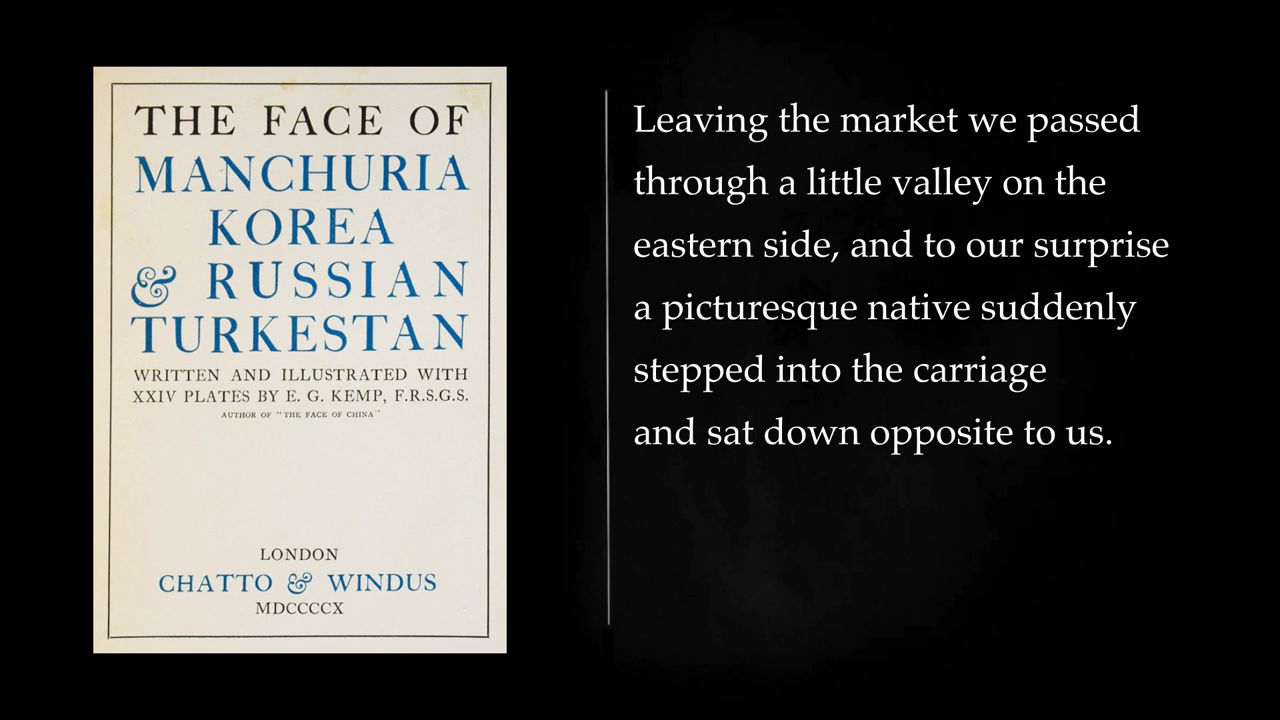 THE FACE OF
MANCHURIA
KOREA
& RUSSIAN
TURKESTAN
WRITTEN AND ILLUSTRATED WITH
XXIV PLATES BY E. G. KEMP, F.R.S.G.S.
AUTHOR OF "THE FACE OF CHINA"
LONDON
CHATTO & WINDUS
MDCCCCX
Leaving the market we passed
through a little valley on the
eastern side, and to our surprise
a picturesque native suddenly
stepped into the carriage
and sat down opposite to us.